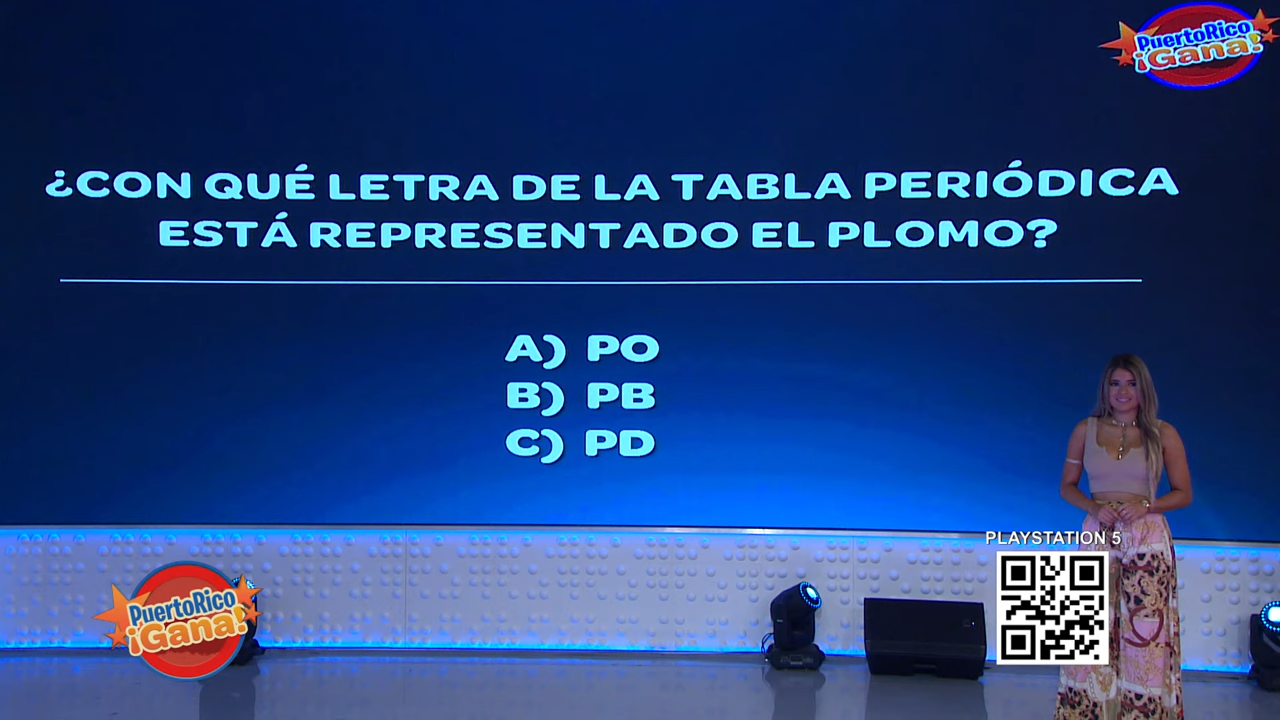 PuertoRico
¡Gana!
¿CON QUÉ LETRA DE LA TABLA PERIÓDICA
ESTÁ REPRESENTADO EL PLOMO?
A) PO
B) PB
C) PD
PLAYSTATION 5
PuertoRico
¡Gana!